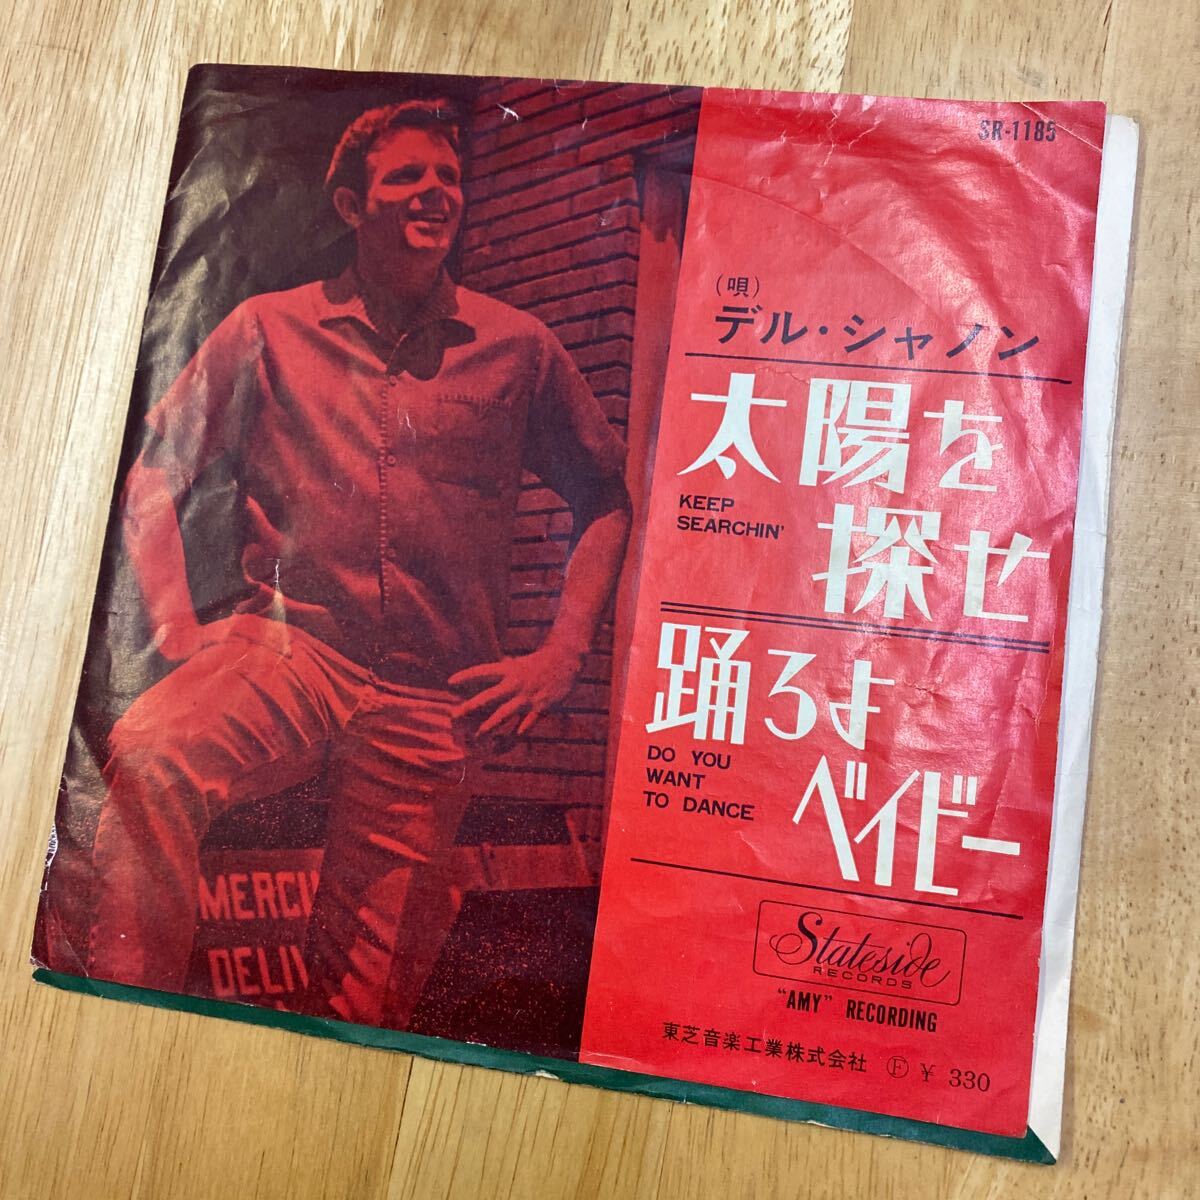 SR-1185
(唄)
デル・シャノン
太陽を
KEEP
SEARCHIN'
探せ
踊ろよ
DO YOU
WANT
TO DANCE
ベイビー
Stateside
RECORDS
"AMY" RECORDING
東芝音楽工業株式会社 Ⓕ ¥ 330
MERCH
DELIV